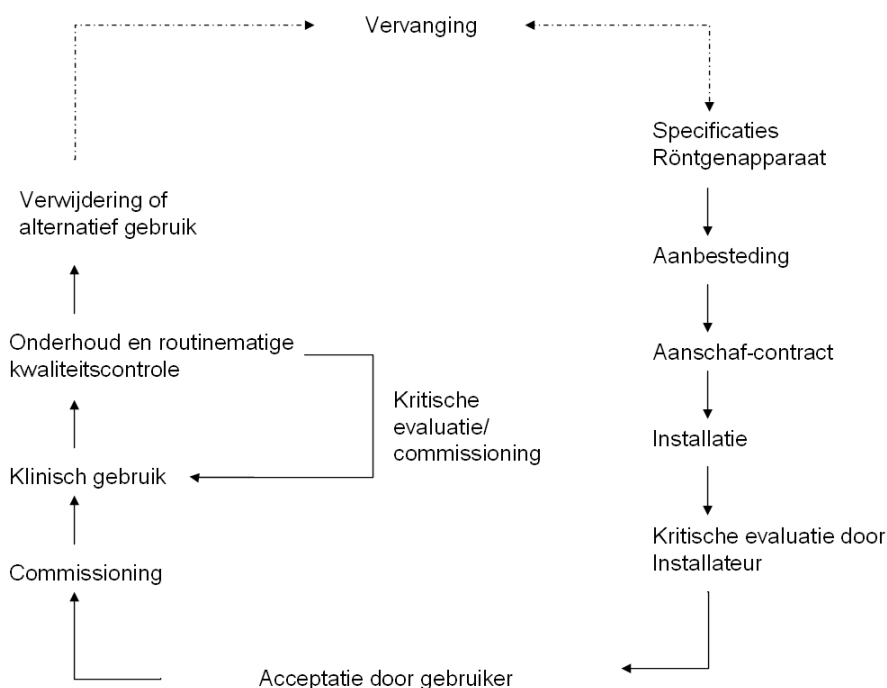 Vervanging
Specificaties
Röntgenapparaat
Aanbesteding
Aanschaf-contract
Installatie
Kritische evaluatie door
Installateur
Acceptatie door gebruiker
Commissioning
Klinisch gebruik
Onderhoud en routinematige
kwaliteitscontrole
Kritische
evaluatie/
commissioning
Verwijdering of
alternatief gebruik